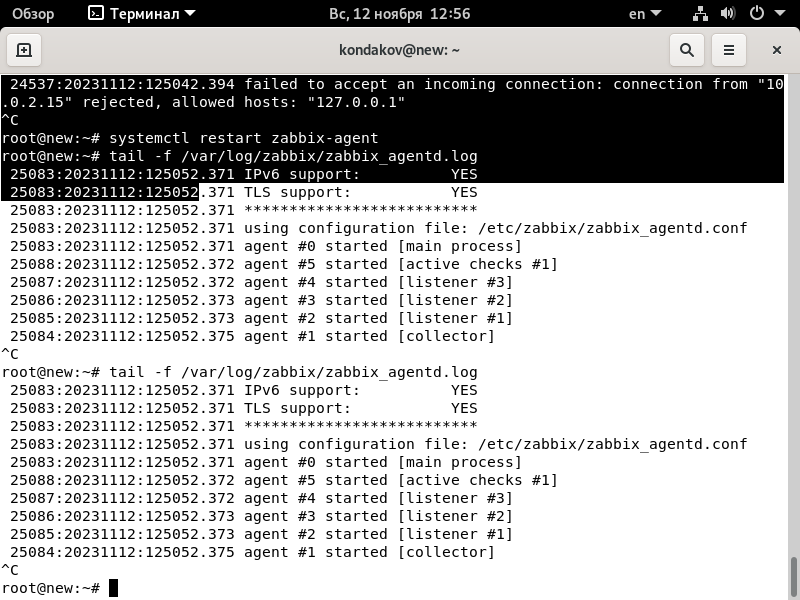 Обзор Терминал Вс, 12 ноября 12:56 en
kondakov@new: ~
24537:20231112:125042.394 failed to accept an incoming connection: connection from "10
.0.2.15" rejected, allowed hosts: "127.0.0.1"
^C
root@new:~# systemctl restart zabbix-agent
root@new:~# tail -f /var/log/zabbix/zabbix_agentd.log
25083:20231112:125052.371 IPv6 support:          YES
25083:20231112:125052.371 TLS support:           YES
25083:20231112:125052.371 **************************
25083:20231112:125052.371 using configuration file: /etc/zabbix/zabbix_agentd.conf
25083:20231112:125052.371 agent #0 started [main process]
25088:20231112:125052.372 agent #5 started [active checks #1]
25087:20231112:125052.372 agent #4 started [listener #3]
25086:20231112:125052.373 agent #3 started [listener #2]
25085:20231112:125052.373 agent #2 started [listener #1]
25084:20231112:125052.375 agent #1 started [collector]
^C
root@new:~# tail -f /var/log/zabbix/zabbix_agentd.log
25083:20231112:125052.371 IPv6 support:          YES
25083:20231112:125052.371 TLS support:           YES
25083:20231112:125052.371 **************************
25083:20231112:125052.371 using configuration file: /etc/zabbix/zabbix_agentd.conf
25083:20231112:125052.371 agent #0 started [main process]
25088:20231112:125052.372 agent #5 started [active checks #1]
25087:20231112:125052.372 agent #4 started [listener #3]
25086:20231112:125052.373 agent #3 started [listener #2]
25085:20231112:125052.373 agent #2 started [listener #1]
25084:20231112:125052.375 agent #1 started [collector]
^C
root@new:~#